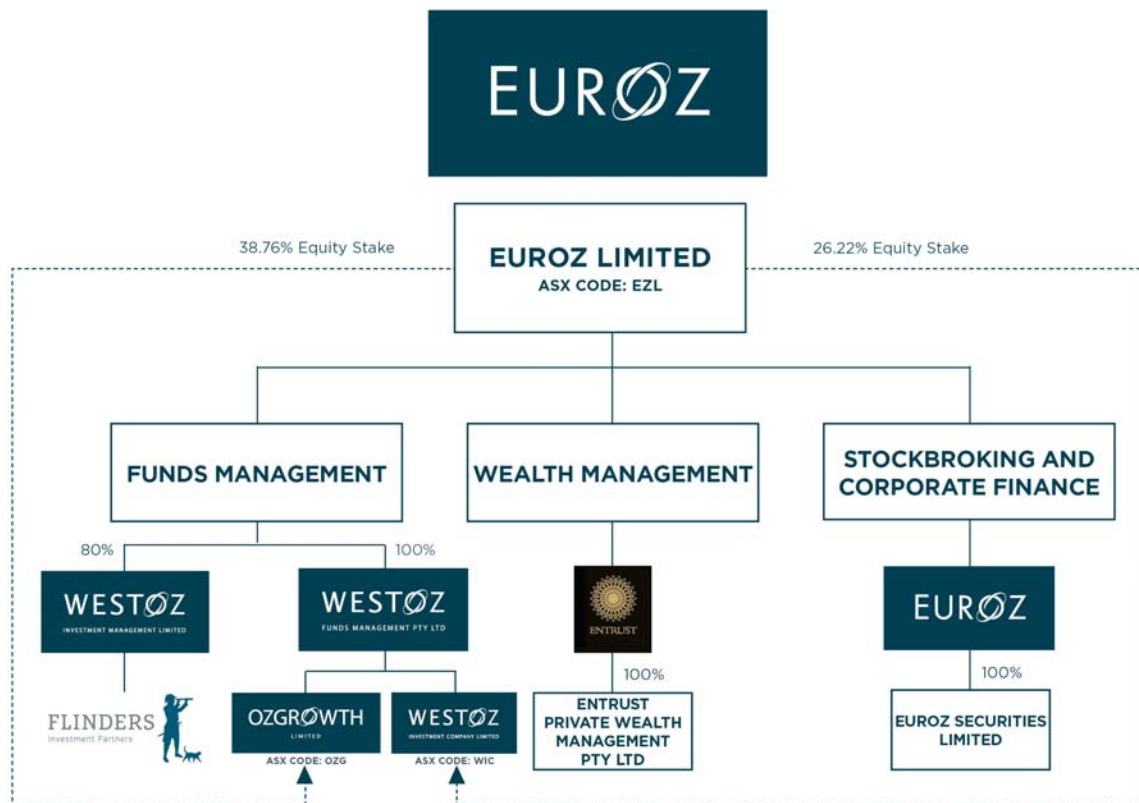 EUROZ
38.76% Equity Stake
EUROZ LIMITED
ASX CODE: EZL
26.22% Equity Stake
FUNDS MANAGEMENT
WEALTH MANAGEMENT
STOCKBROKING AND
CORPORATE FINANCE
80%
100%
WESTOZ
INVESTMENT MANAGEMENT LIMITED
WESTOZ
FUNDS MANAGEMENT PTY LTD
ENTRUST
EUROZ
100%
100%
FLINDERS
Investment Partners
OZGROWTH
LIMITED
ASX CODE: OZG
WESTOZ
INVESTMENT COMPANY LIMITED
ASX CODE: WIC
ENTRUST
PRIVATE WEALTH
MANAGEMENT
PTY LTD
EUROZ SECURITIES
LIMITED